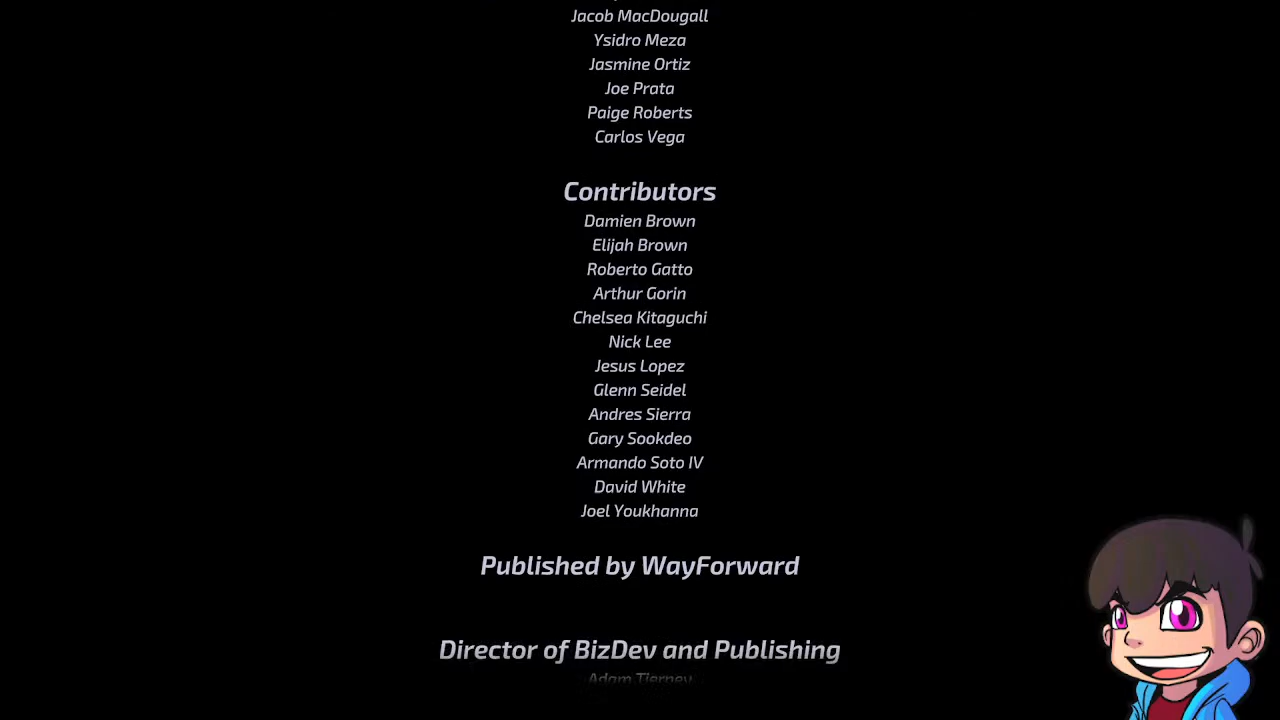 Jacob MacDougall
Ysidro Meza
Jasmine Ortiz
Joe Prata
Paige Roberts
Carlos Vega
Contributors
Damien Brown
Elijah Brown
Roberto Gatto
Arthur Gorin
Chelsea Kitaguchi
Nick Lee
Jesus Lopez
Glenn Seidel
Andres Sierra
Gary Sookdeo
Armando Soto IV
David White
Joel Youkhanna
Published by WayForward
Director of BizDev and Publishing
Adam Tierney